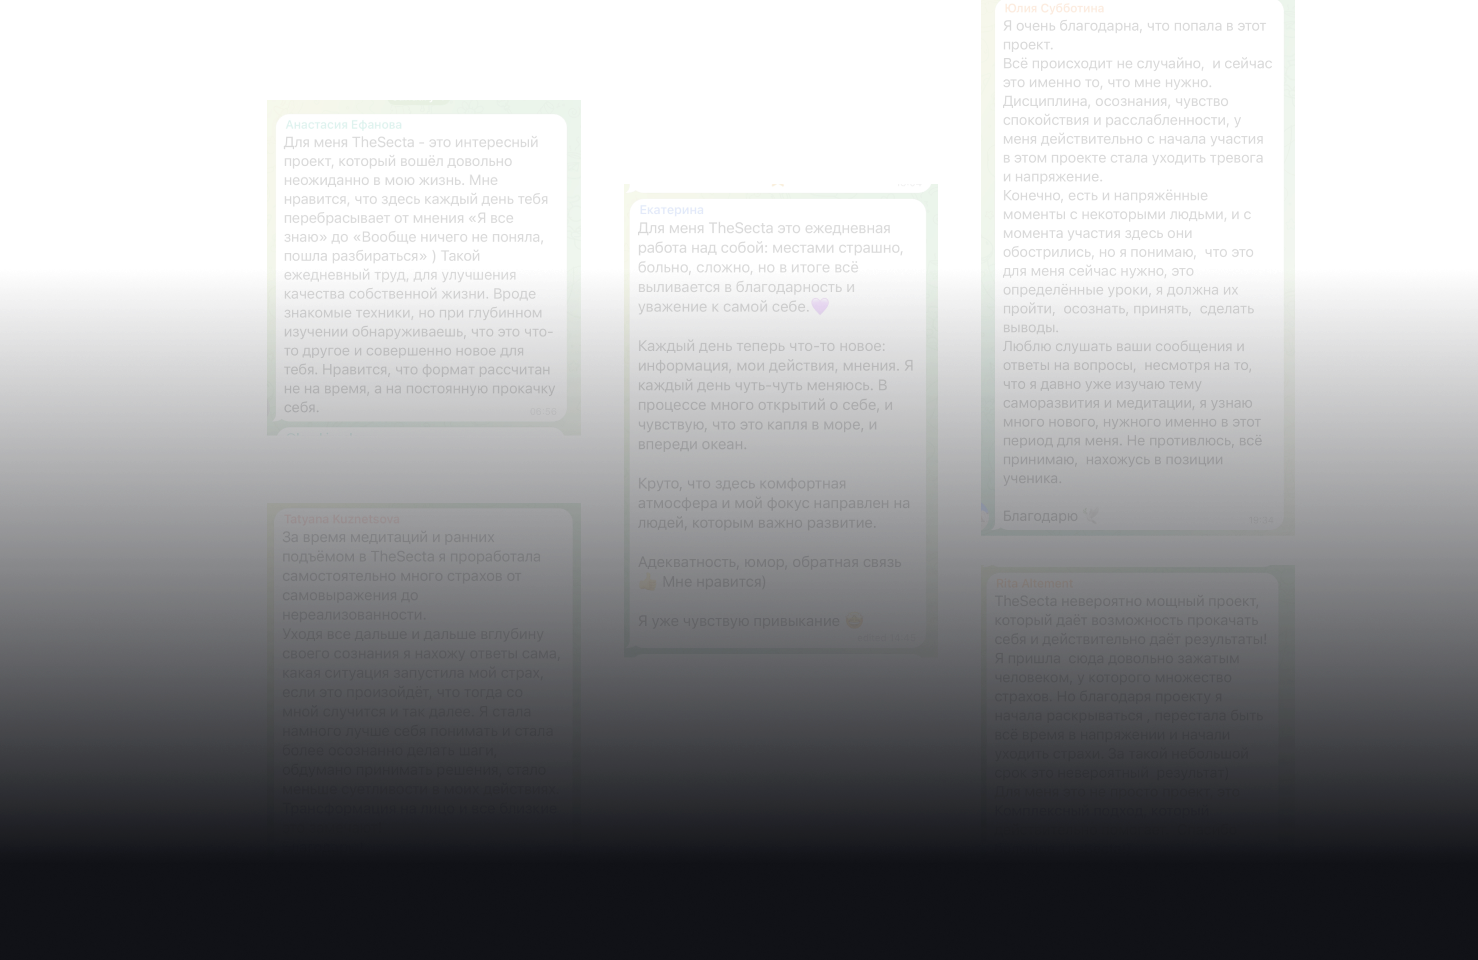 Анастасия Ефанова
Для меня TheSecta - это интересный
проект, который вошёл довольно
неожиданно в мою жизнь. Мне
нравится, что здесь каждый день тебя
перебрасывает от мнения «Я все
знаю» до «Вообще ничего не поняла,
пошла разбираться» ) Такой
ежедневный труд, для улучшения
качества собственной жизни. Вроде
знакомые техники, но при глубинном
изучении обнаруживаешь, что это что-
то другое и совершенно новое для
тебя. Нравится, что формат рассчитан
не на время, а на постоянную прокачку
себя.
Tatyana Kuznetsova
За время медитаций и ранних
подъёмом в TheSecta я проработала
самостоятельно много страхов от
самовыражения до
нереализованности.
Уходя все дальше и дальше вглубину
своего сознания я нахожу ответы сама,
какая ситуация запустила мой страх,
если это произойдёт, что тогда со
мной случится и так далее. Я стала
намного лучше себя понимать и стала
более осознанно делать шаги,
обдумано принимать решения, стало
Екатерина
Для меня TheSecta это ежедневная
работа над собой: местами страшно,
больно, сложно, но в итоге всё
выливается в благодарность и
уважение к самой себе.💜
Каждый день теперь что-то новое:
информация, мои действия, мнения. Я
каждый день чуть-чуть меняюсь. В
процессе много открытий о себе, и
чувствую, что это капля в море, и
впереди океан.
Круто, что здесь комфортная
атмосфера и мой фокус направлен на
людей, которым важно развитие.
Адекватность, юмор, обратная связь
👍 Мне нравится)
Я уже чувствую привыкание
Юлия Субботина
Я очень благодарна, что попала в этот
проект.
Всё происходит не случайно, и сейчас
это именно то, что мне нужно.
Дисциплина, осознания, чувство
спокойствия и расслабленности, у
меня действительно с начала участия
в этом проекте стала уходить тревога
и напряжение.
Конечно, есть и напряжённые
моменты с некоторыми людьми, и с
момента участия здесь они
обострились, но я понимаю, что это
для меня сейчас нужно, это
определённые уроки, я должна их
пройти, осознать, принять, сделать
выводы.
Люблю слушать ваши сообщения и
ответы на вопросы, несмотря на то,
что я давно уже изучаю тему
саморазвития и медитации, я узнаю
много нового, нужного именно в этот
период для меня. Не противлюсь, всё
принимаю, нахожусь в позиции
ученика.
Благодарю 🕊
TheSecta невероятно мощный проект,
который даёт возможность прокачать
себя и действительно даёт результаты!
Я пришла сюда довольно зажатым
человеком, у которого множество
страхов. Но благодаря проекту я
начала раскрываться , перестала быть
всё время в напряжении и начали
уходить страхи. За такой небольшой
срок это невероятный результат!